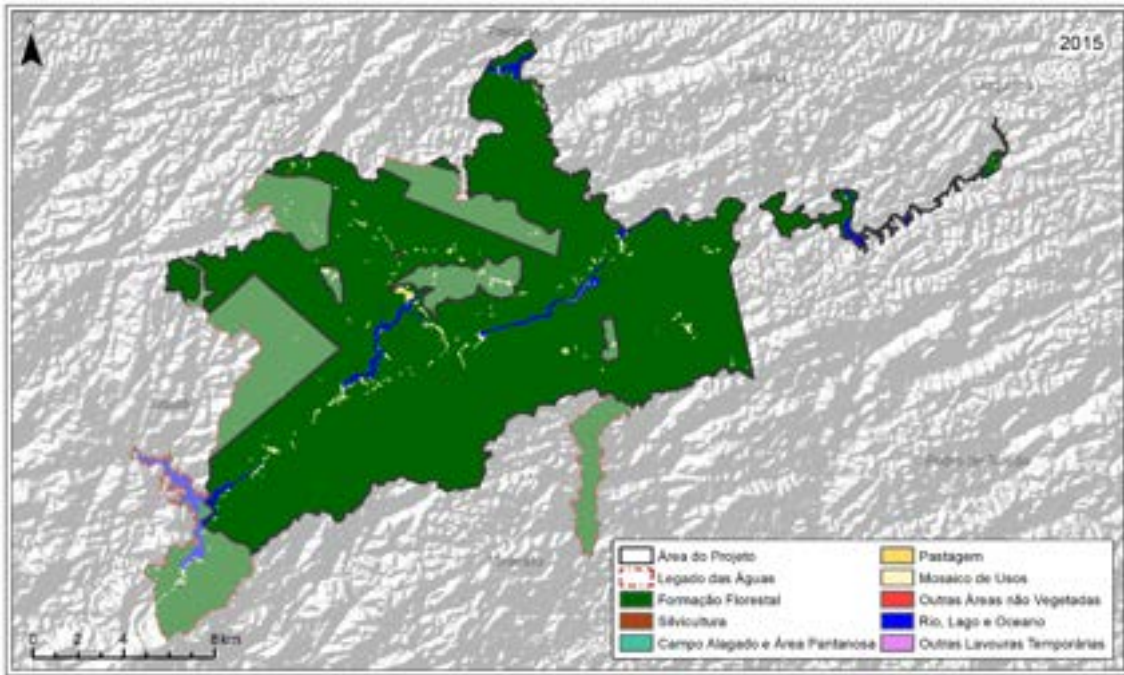 2015
0 2 4 8 km
Área do Projeto
Legado das Águas
Formação Florestal
Silvicultura
Campo Alagado e Área Pantanosa
Pastagem
Mosaico de Usos
Outras Áreas não Vegetadas
Rio, Lago e Oceano
Outras Lavouras Temporárias